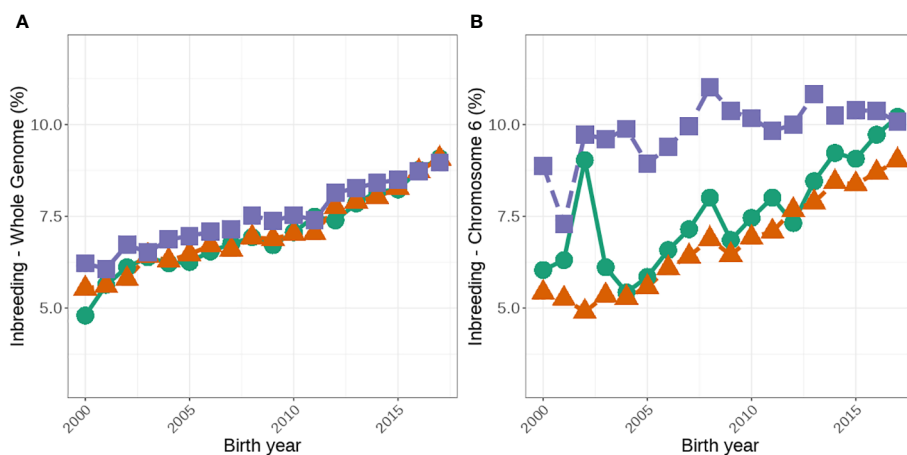 A
Inbreeding - Whole Genome (%)
10.0
7.5
5.0
2000
2005
2010
2015
Birth year
B
Inbreeding - Chromosome 6 (%)
10.0
7.5
5.0
2000
2005
2010
2015
Birth year